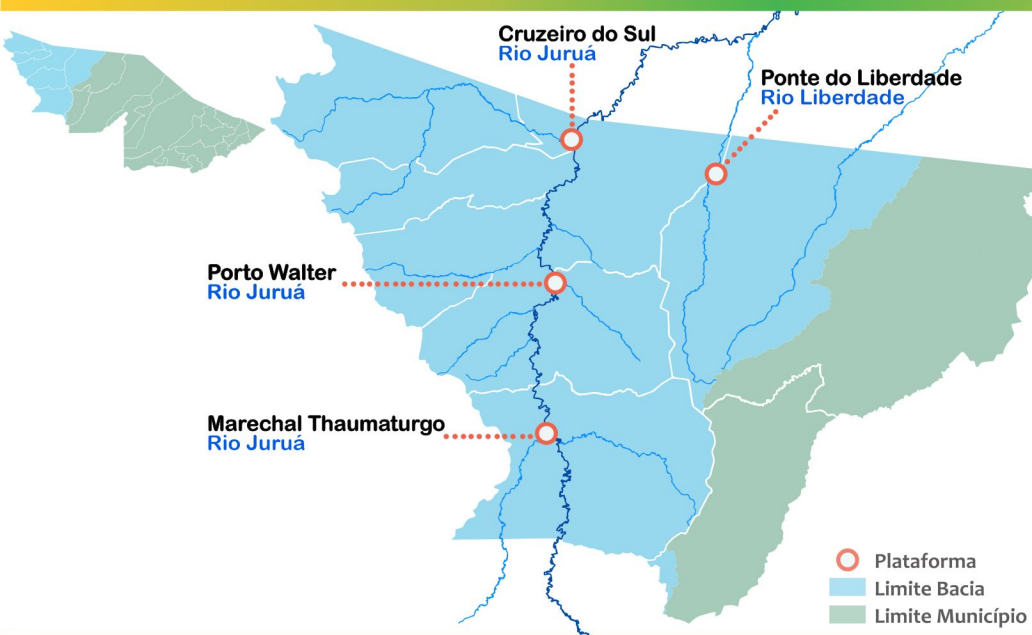 Cruzeiro do Sul
Rio Juruá
Ponte do Liberdade
Rio Liberdade
Porto Walter
Rio Juruá
Marechal Thaumaturgo
Rio Juruá
Plataforma
Limite Bacia
Limite Município